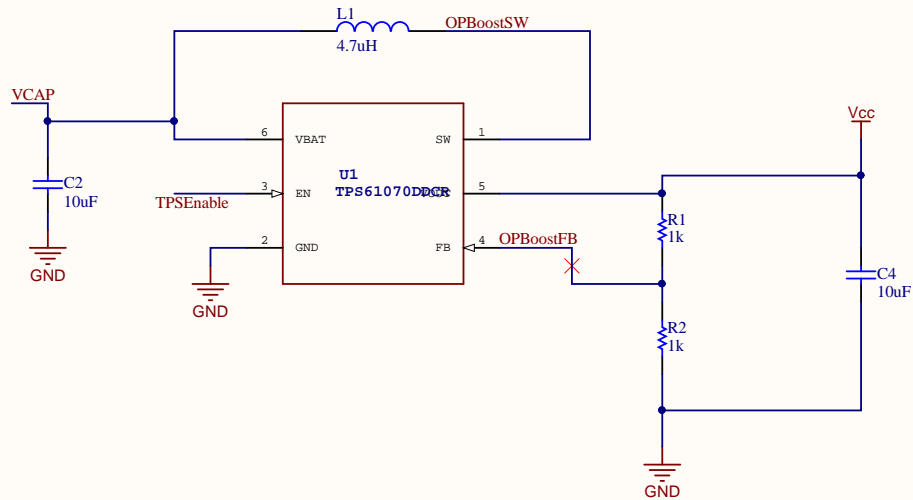 L1
OPBoostSW
4.7uH
VCAP
Vcc
6
VBAT
SW
1
U1
TPS61070DDCR
C2
10uF
3
EN
5
TPSEnable
R1
1k
2
GND
FB
4
OPBoostFB
C4
10uF
GND
GND
R2
1k
GND